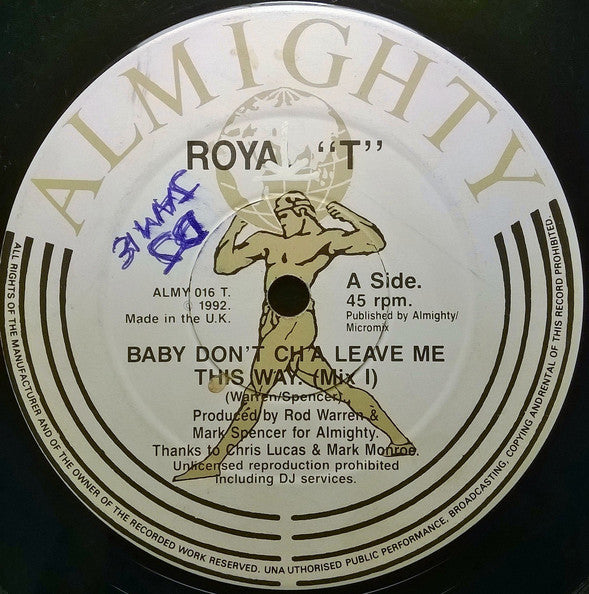 ALMIGHTY
ROYAL "T"
DJ
JAMIE
ALMY 016 T.
℗ 1992.
Made in the U.K.
A Side.
45 rpm.
Published by Almighty/
Micromix
BABY DON'T CH'A LEAVE ME
THIS WAY. (Mix I)
(Warren/Spencer).
Produced by Rod Warren &
Mark Spencer for Almighty.
Thanks to Chris Lucas & Mark Monroe.
Unlicensed reproduction prohibited
including DJ services.
ALL RIGHTS OF THE MANUFACTURER AND OF THE OWNER OF THE RECORDED WORK RESERVED. UNAUTHORISED PUBLIC PERFORMANCE, BROADCASTING, COPYING AND RENTAL OF THIS RECORD PROHIBITED.